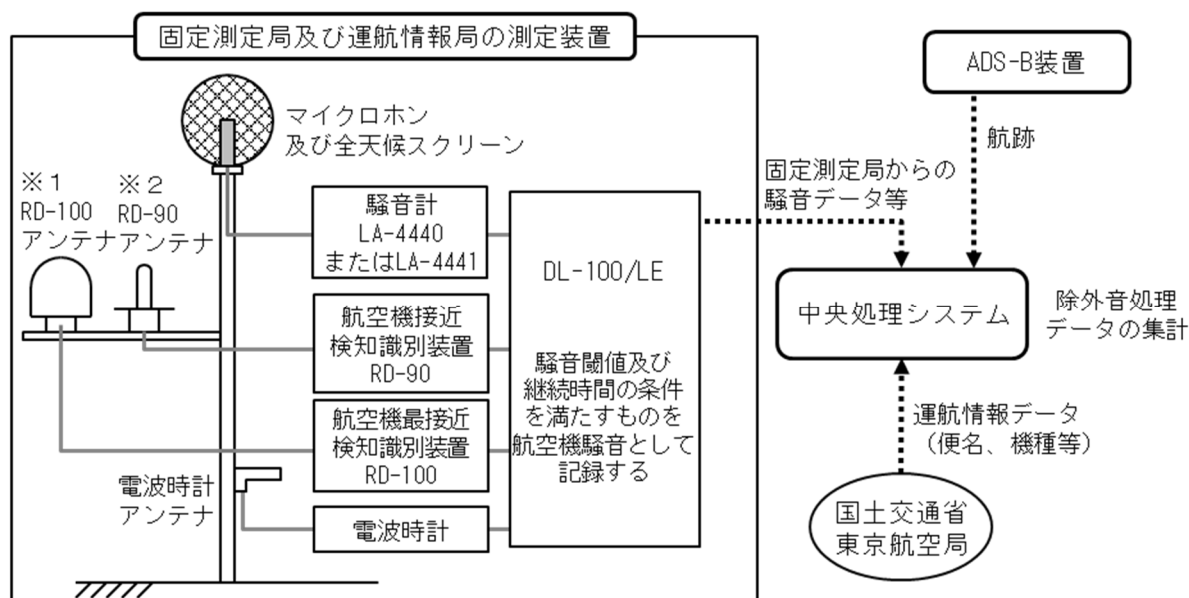 固定測定局及び運航情報局の測定装置
マイクロホン
及び全天候スクリーン
※1
RD-100
アンテナ
※2
RD-90
アンテナ
騒音計
LA-4440
またはLA-4441
航空機接近
検知識別装置
RD-90
航空機最接近
検知識別装置
RD-100
電波時計
アンテナ
電波時計
DL-100/LE
騒音閾値及び
継続時間の条件
を満たすものを
航空機騒音として
記録する
ADS-B装置
航跡
固定測定局からの
騒音データ等
中央処理システム
除外音処理
データの集計
運航情報データ
（便名、機種等）
国土交通省
東京航空局